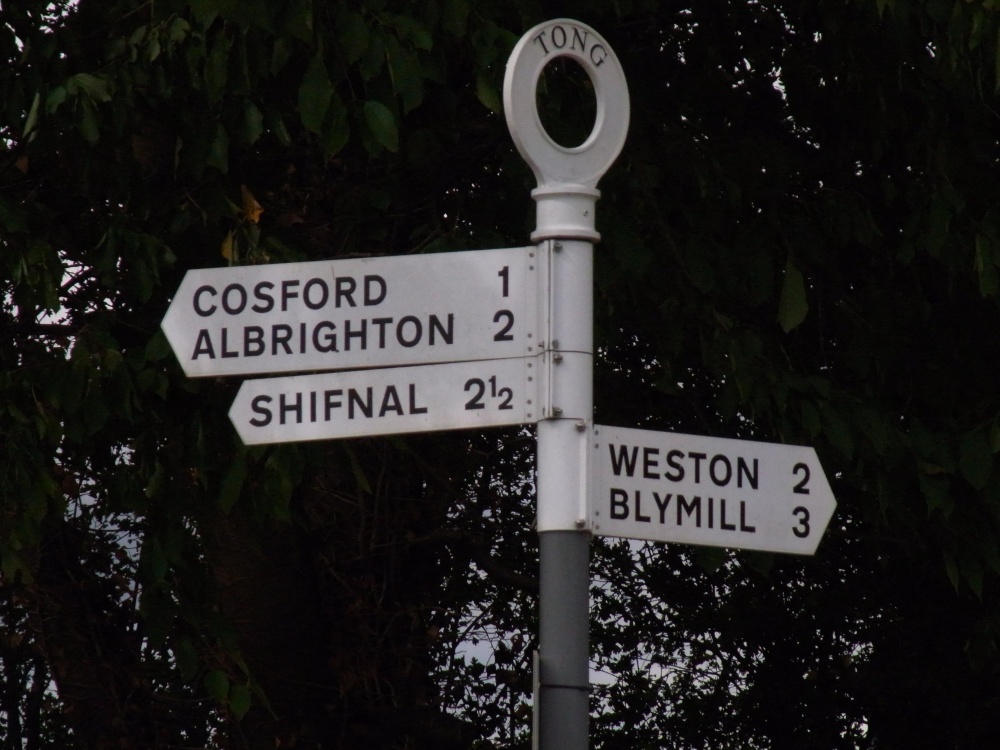 TONG
COSFORD 1
ALBRIGHTON 2
SHIFNAL 2½
WESTON 2
BLYMILL 3